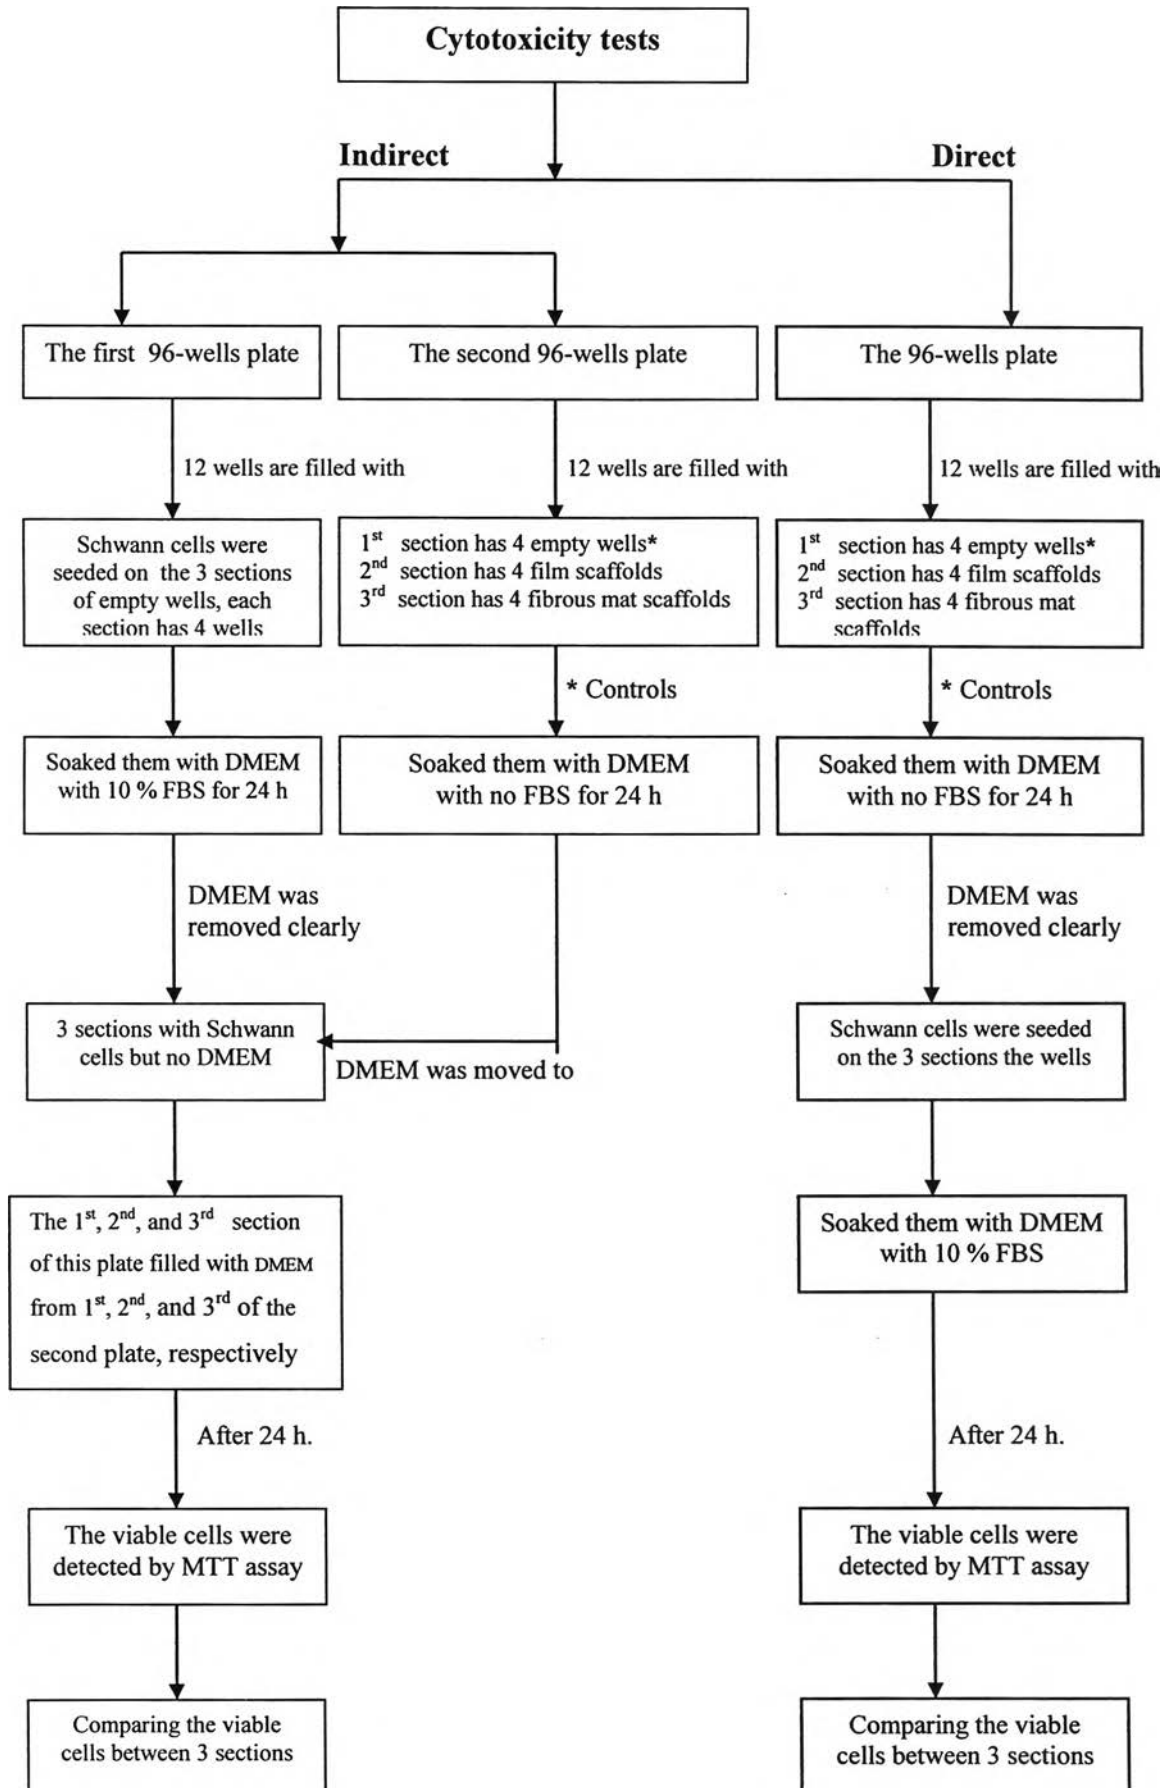 Cytotoxicity tests
Indirect
Direct
The first 96-wells plate
The second 96-wells plate
The 96-wells plate
12 wells are filled with
12 wells are filled with
12 wells are filled with
Schwann cells were
seeded on the 3 sections
of empty wells, each
section has 4 wells
1st section has 4 empty wells*
2nd section has 4 film scaffolds
3rd section has 4 fibrous mat scaffolds
1st section has 4 empty wells*
2nd section has 4 film scaffolds
3rd section has 4 fibrous mat
scaffolds
* Controls
* Controls
Soaked them with DMEM
with 10 % FBS for 24 h
Soaked them with DMEM
with no FBS for 24 h
Soaked them with DMEM
with no FBS for 24 h
DMEM was
removed clearly
DMEM was
removed clearly
3 sections with Schwann
cells but no DMEM
DMEM was moved to
Schwann cells were seeded
on the 3 sections the wells
The 1st, 2nd, and 3rd section
of this plate filled with DMEM
from 1st, 2nd, and 3rd of the
second plate, respectively
Soaked them with DMEM
with 10 % FBS
After 24 h.
After 24 h.
The viable cells were
detected by MTT assay
The viable cells were
detected by MTT assay
Comparing the viable
cells between 3 sections
Comparing the viable
cells between 3 sections